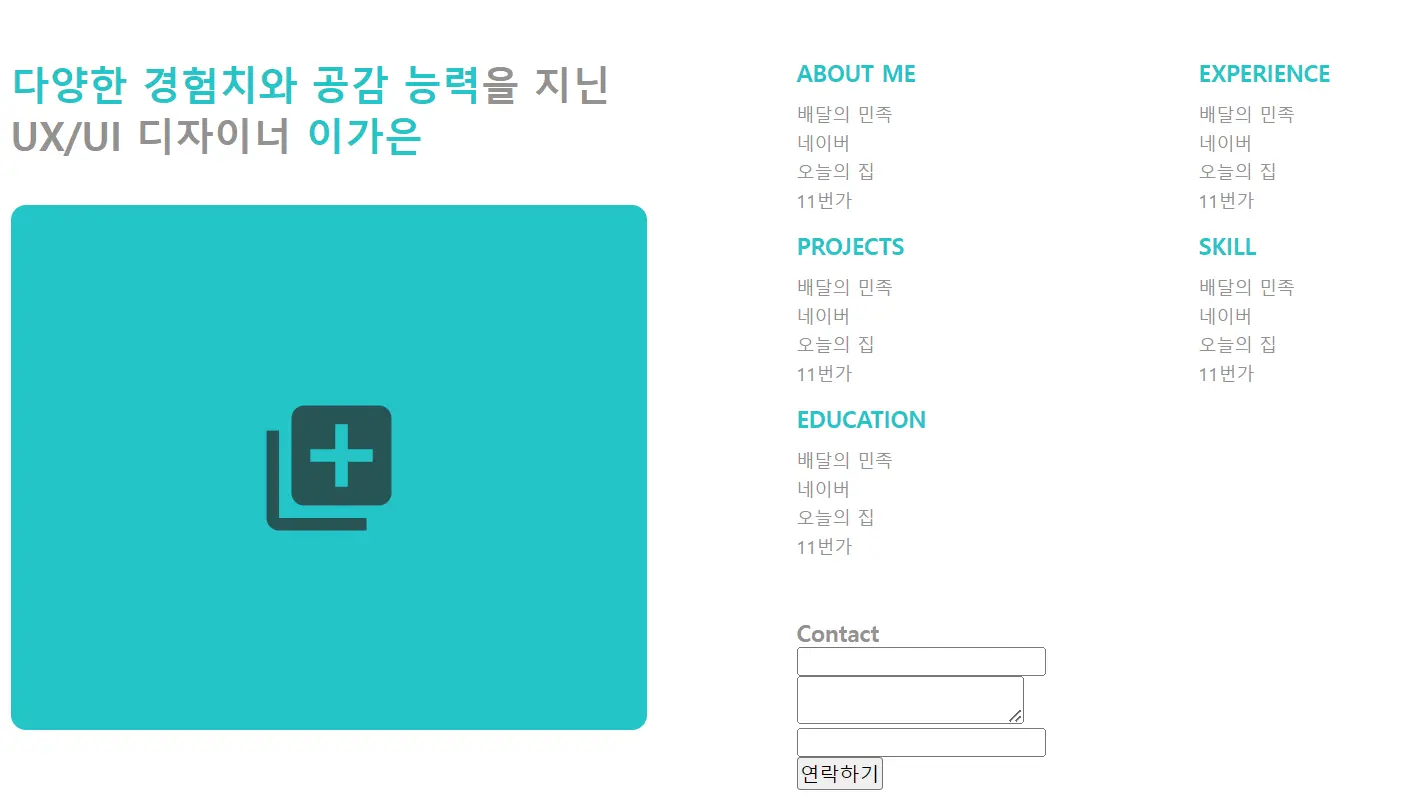 다양한 경험치와 공감 능력을 지닌
UX/UI 디자이너 이가은
ABOUT ME
배달의 민족
네이버
오늘의 집
11번가
PROJECTS
배달의 민족
네이버
오늘의 집
11번가
EDUCATION
배달의 민족
네이버
오늘의 집
11번가
EXPERIENCE
배달의 민족
네이버
오늘의 집
11번가
SKILL
배달의 민족
네이버
오늘의 집
11번가
Contact
연락하기